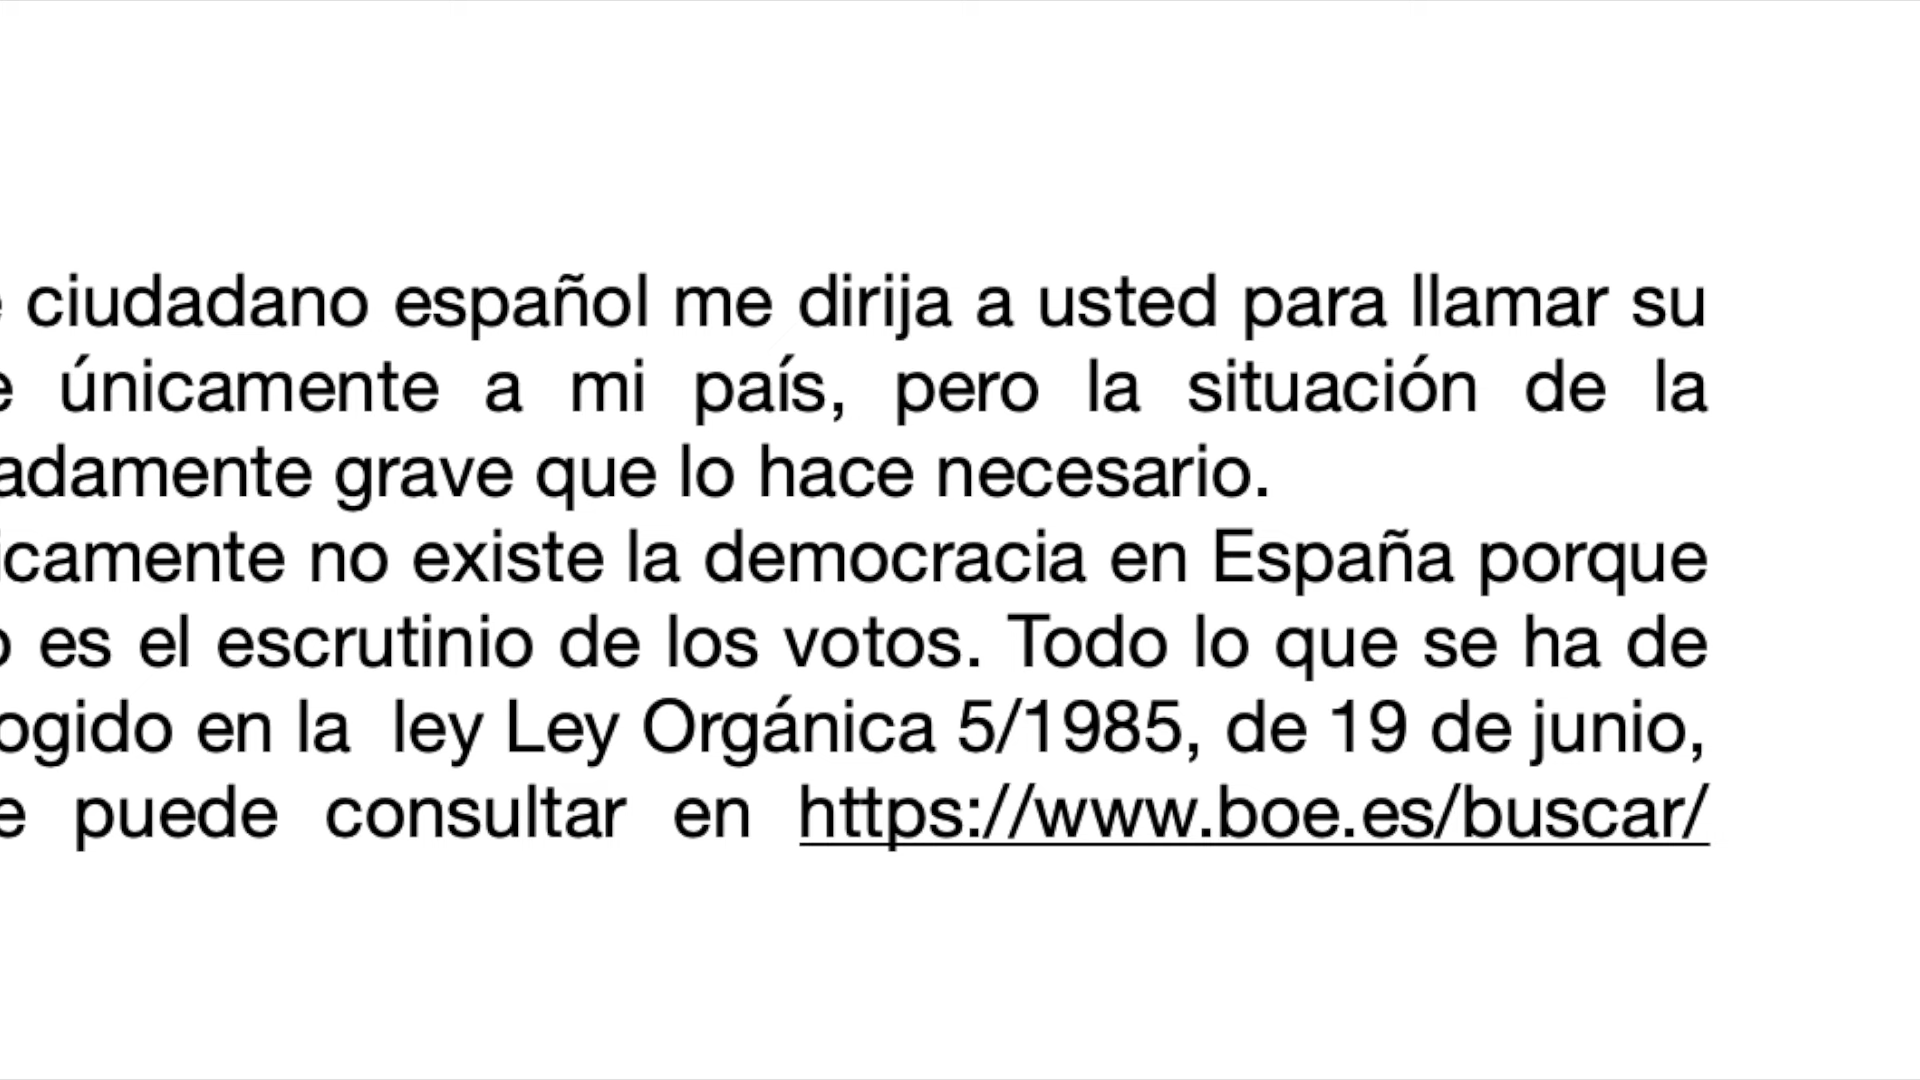 ciudadano español me dirija a usted para llamar su
únicamente a mi país, pero la situación de la
adamente grave que lo hace necesario.
icamente no existe la democracia en España porque
es el escrutinio de los votos. Todo lo que se ha de
ogido en la ley Ley Orgánica 5/1985, de 19 de junio,
e puede consultar en https://www.boe.es/buscar/